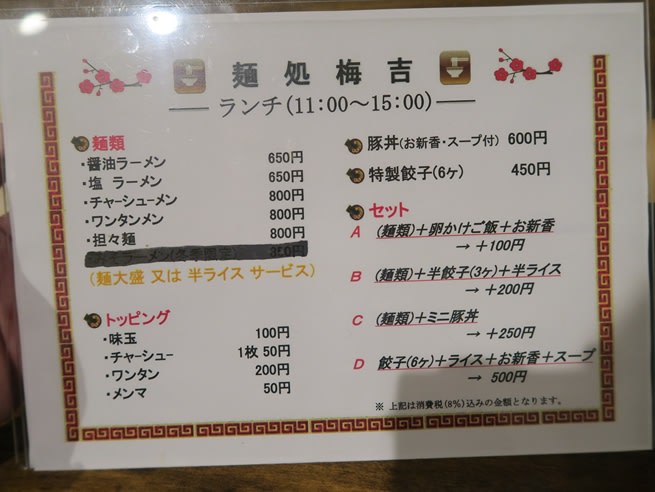 麺処梅吉
ランチ(11:00～15:00)
麺類
・醤油ラーメン 650円
・塩 ラーメン 650円
・チャーシューメン 800円
・ワンタンメン 800円
・担々麺 800円
ラーメン(冬季限定)
(麺大盛 又は 半ライス サービス)
トッピング
・味玉 100円
・チャーシュー 1枚 50円
・ワンタン 200円
・メンマ 50円
豚丼(お新香・スープ付) 600円
特製餃子(6ヶ) 450円
セット
A (麺類)＋卵かけご飯＋お新香
→ ＋100円
B (麺類)＋半餃子(3ヶ)＋半ライス
→ ＋200円
C (麺類)＋ミニ豚丼
→ ＋250円
D 餃子(6ヶ)＋ライス＋お新香＋スープ
→ 500円
※ 上記は消費税(8%)込みの金額となります。